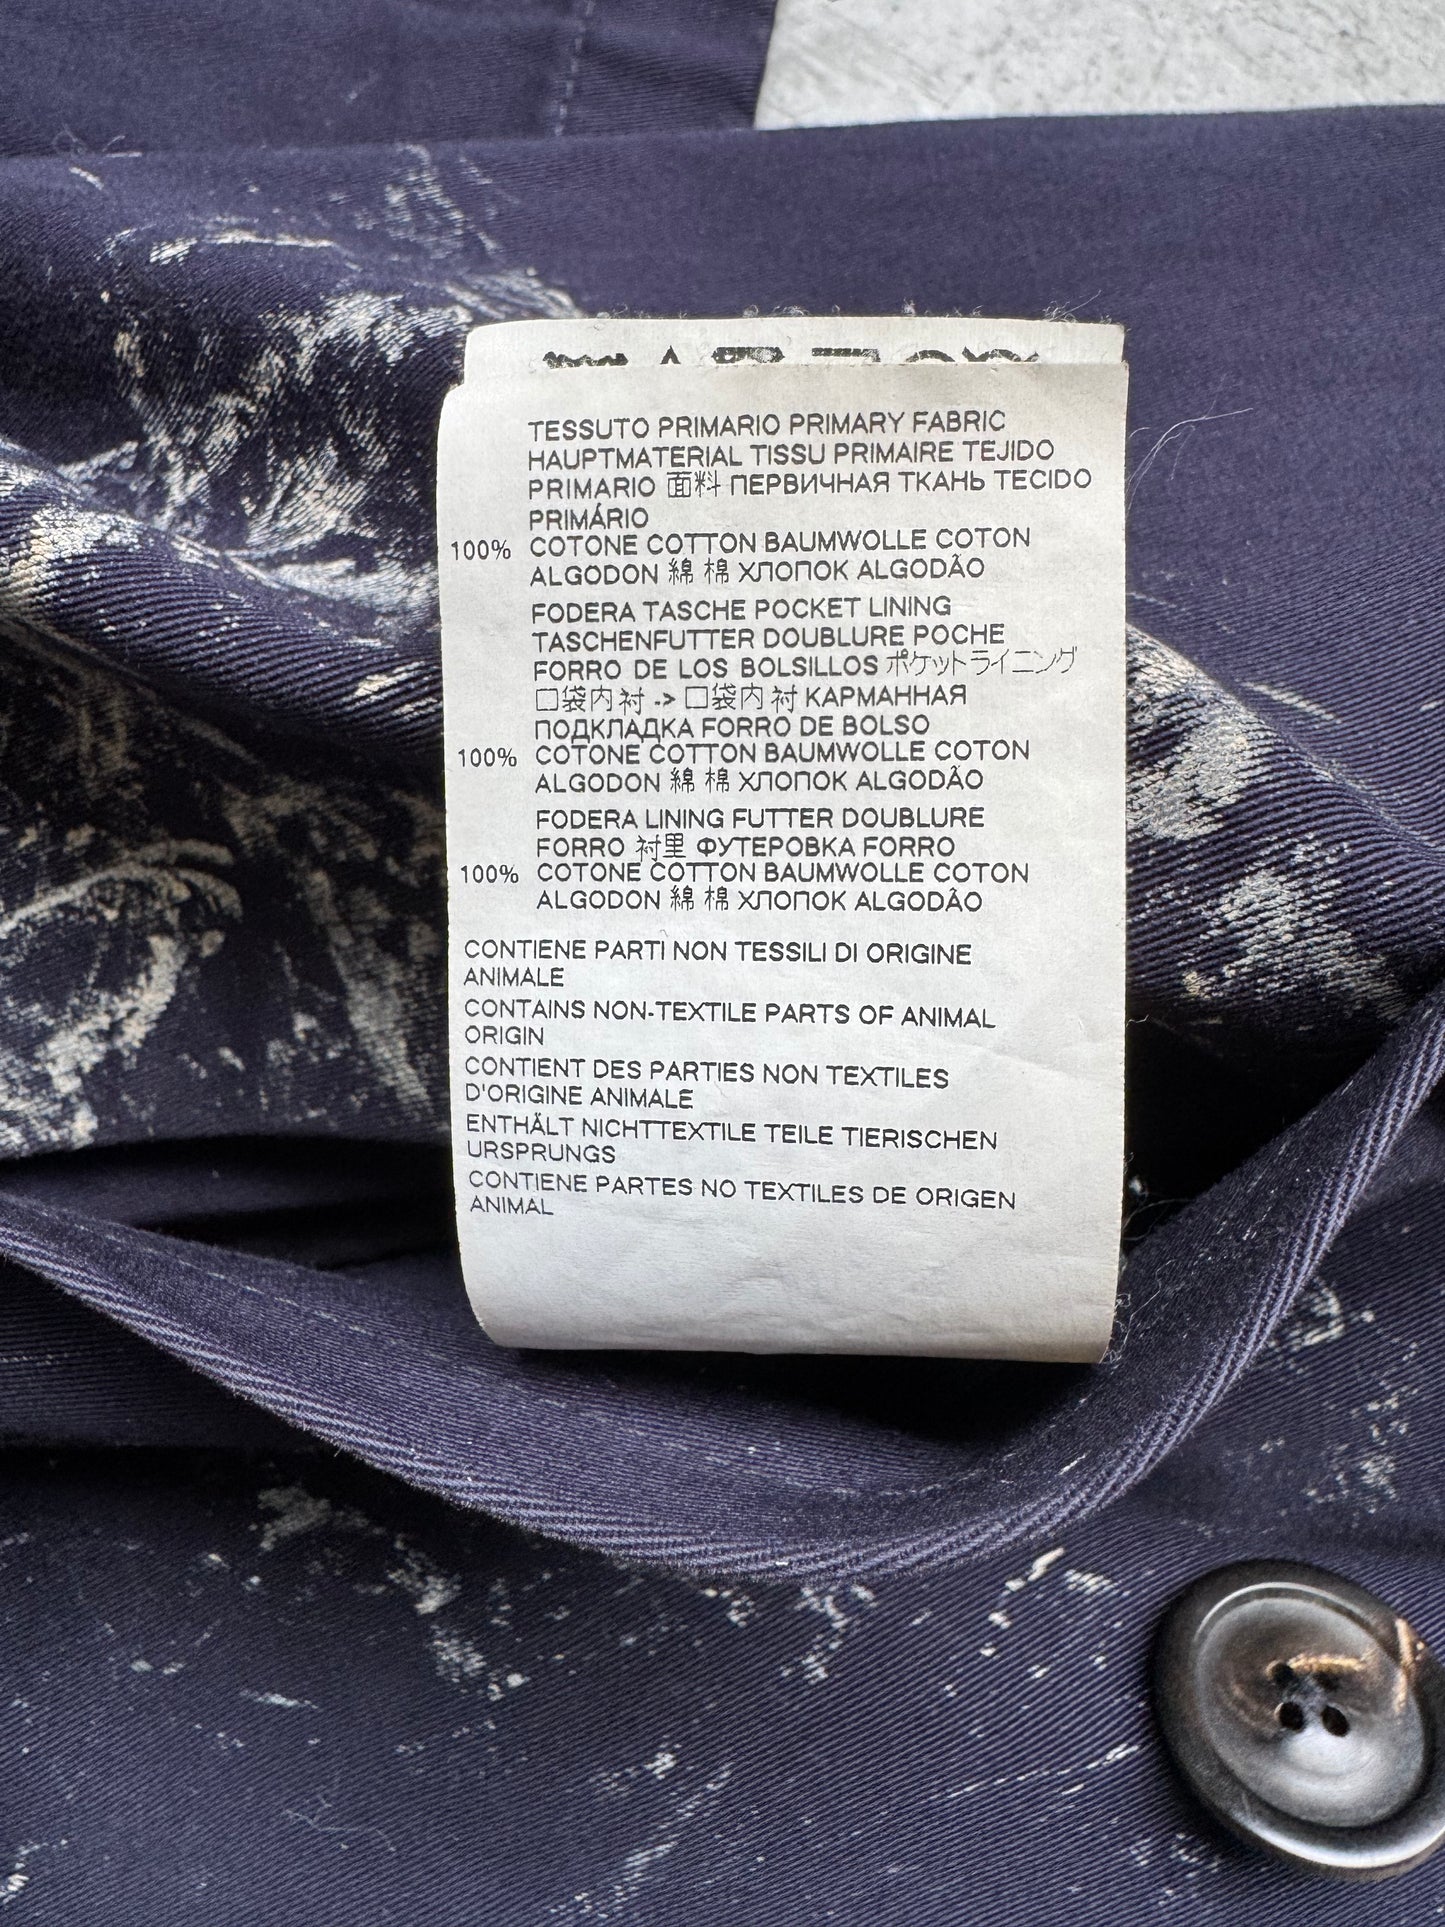 TESSUTO PRIMARIO PRIMARY FABRIC
HAUPTMATERIAL TISSU PRIMAIRE TEJIDO
PRIMARIO 面料 ПЕРВИЧНАЯ ТКАНЬ TECIDO
PRIMÁRIO
100% COTONE COTTON BAUMWOLLE COTON
ALGODON 綿 棉 ХЛОПОК ALGODÃO
FODERA TASCHE POCKET LINING
TASCHENFUTTER DOUBLURE POCHE
FORRO DE LOS BOLSILLOS ポケットライニング
口袋内衬 -> 口袋内衬 КАРМАННАЯ
ПОДКЛАДКА FORRO DE BOLSO
100% COTONE COTTON BAUMWOLLE COTON
ALGODON 綿 棉 ХЛОПОК ALGODÃO
FODERA LINING FUTTER DOUBLURE
FORRO 衬里 ФУТЕРОВКА FORRO
100% COTONE COTTON BAUMWOLLE COTON
ALGODON 綿 棉 ХЛОПОК ALGODÃO
CONTIENE PARTI NON TESSILI DI ORIGINE
ANIMALE
CONTAINS NON-TEXTILE PARTS OF ANIMAL
ORIGIN
CONTIENT DES PARTIES NON TEXTILES
D'ORIGINE ANIMALE
ENTHÄLT NICHTTEXTILE TEILE TIERISCHEN
URSPRUNGS
CONTIENE PARTES NO TEXTILES DE ORIGEN
ANIMAL